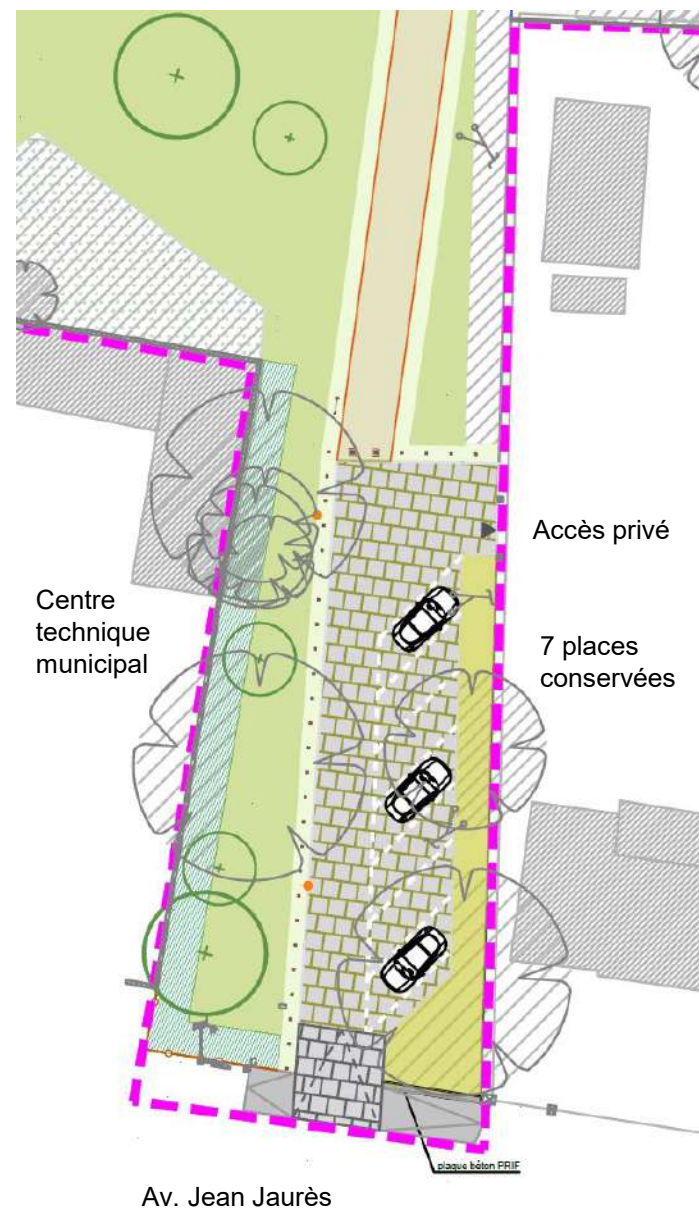 Accès privé
Centre
technique
municipal
7 places
conservées
plaque béton PRIF
Av. Jean Jaurès